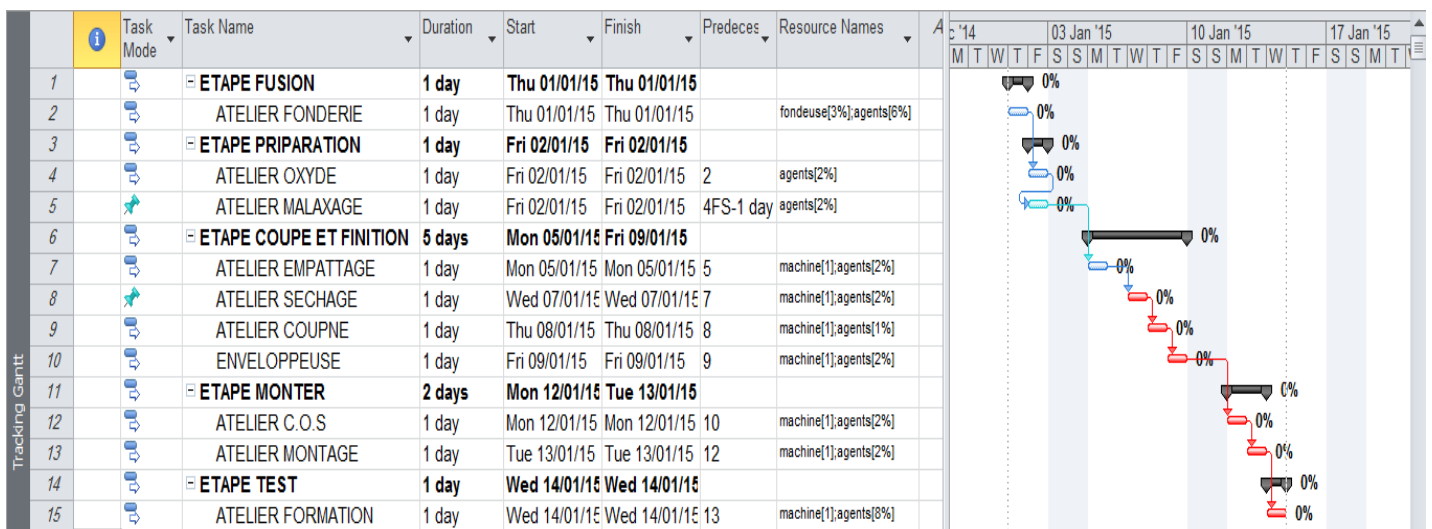 Task Mode Task Name Duration Start Finish Predeces Resource Names A
c '14 03 Jan '15 10 Jan '15 17 Jan '15
M T W T F S S M T W T F S S M T W T F S S M T
1 ETAPE FUSION 1 day Thu 01/01/15 Thu 01/01/15 0%
2 ATELIER FONDERIE 1 day Thu 01/01/15 Thu 01/01/15 fondeuse[3%];agents[6%] 0%
3 ETAPE PRIPARATION 1 day Fri 02/01/15 Fri 02/01/15 0%
4 ATELIER OXYDE 1 day Fri 02/01/15 Fri 02/01/15 2 agents[2%] 0%
5 ATELIER MALAXAGE 1 day Fri 02/01/15 Fri 02/01/15 4FS-1 day agents[2%] 0%
6 ETAPE COUPE ET FINITION 5 days Mon 05/01/15 Fri 09/01/15 0%
7 ATELIER EMPATTAGE 1 day Mon 05/01/15 Mon 05/01/15 5 machine[1];agents[2%] 0%
8 ATELIER SECHAGE 1 day Wed 07/01/15 Wed 07/01/15 7 machine[1];agents[2%] 0%
9 ATELIER COUPNE 1 day Thu 08/01/15 Thu 08/01/15 8 machine[1];agents[1%] 0%
10 ENVELOPPEUSE 1 day Fri 09/01/15 Fri 09/01/15 9 machine[1];agents[2%] 0%
11 ETAPE MONTER 2 days Mon 12/01/15 Tue 13/01/15 0%
12 ATELIER C.O.S 1 day Mon 12/01/15 Mon 12/01/15 10 machine[1];agents[2%] 0%
13 ATELIER MONTAGE 1 day Tue 13/01/15 Tue 13/01/15 12 machine[1];agents[2%] 0%
14 ETAPE TEST 1 day Wed 14/01/15 Wed 14/01/15 0%
15 ATELIER FORMATION 1 day Wed 14/01/15 Wed 14/01/15 13 machine[1];agents[8%] 0%
Tracking Gantt